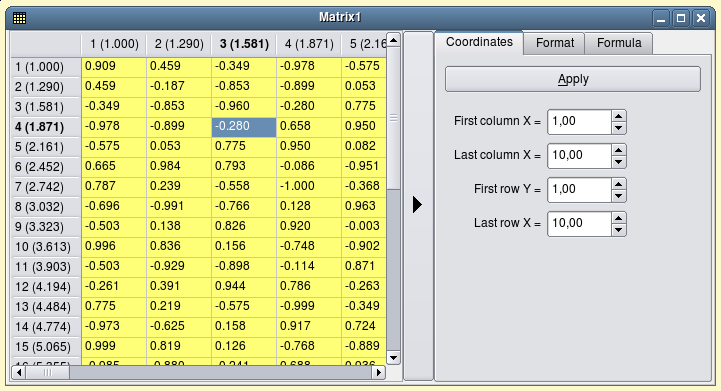 Matrix1
1 (1.000) 2 (1.290) 3 (1.581) 4 (1.871) 5 (2.16
1 (1.000) 0.909 0.459 -0.349 -0.978 -0.575
2 (1.290) 0.459 -0.187 -0.853 -0.899 0.053
3 (1.581) -0.349 -0.853 -0.960 -0.280 0.775
4 (1.871) -0.978 -0.899 -0.280 0.658 0.950
5 (2.161) -0.575 0.053 0.775 0.950 0.082
6 (2.452) 0.665 0.984 0.793 -0.086 -0.951
7 (2.742) 0.787 0.239 -0.558 -1.000 -0.368
8 (3.032) -0.696 -0.991 -0.766 0.128 0.963
9 (3.323) -0.503 0.138 0.826 0.920 -0.003
10 (3.613) 0.996 0.836 0.156 -0.748 -0.902
11 (3.903) -0.503 -0.929 -0.898 -0.114 0.871
12 (4.194) -0.261 0.391 0.944 0.786 -0.263
13 (4.484) 0.775 0.219 -0.575 -0.999 -0.349
14 (4.774) -0.973 -0.625 0.158 0.917 0.724
15 (5.065) 0.999 0.819 0.126 -0.768 -0.889
Coordinates Format Formula
Apply
First column X = 1,00
Last column X = 10,00
First row Y = 1,00
Last row X = 10,00